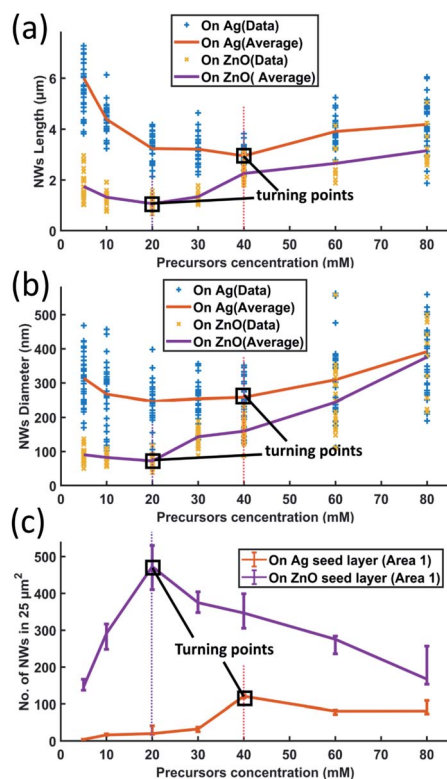 (a)
On Ag(Data)
On Ag(Average)
On ZnO(Data)
On ZnO( Average)
6
4
2
0
NWs Length (µm)
turning points
0 10 20 30 40 50 60 70 80
Precursors cencentration (mM)
(b)
On Ag(Data)
On Ag(Average)
On ZnO(Data)
On ZnO(Average)
400
300
200
100
0
NWs Diameter (nm)
turning points
0 10 20 30 40 50 60 70 80
Precursors cencentration (mM)
(c)
On Ag seed layer (Area 1)
On ZnO seed layer (Area 1)
500
400
300
200
100
0
No. of NWs in 25 µm²
Turning points
0 10 20 30 40 50 60 70 80
Precursors concentration (mM)